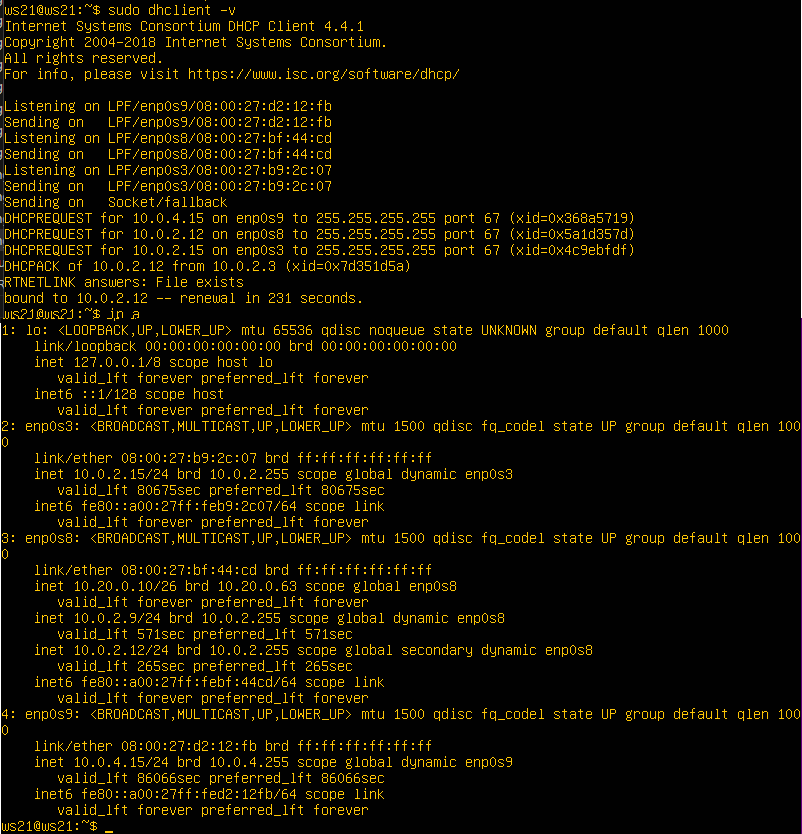 ws21@ws21:~$ sudo dhclient -v
Internet Systems Consortium DHCP Client 4.4.1
Copyright 2004-2018 Internet Systems Consortium.
All rights reserved.
For info, please visit https://www.isc.org/software/dhcp/
Listening on LPF/enp0s9/08:00:27:d2:12:fb
Sending on   LPF/enp0s9/08:00:27:d2:12:fb
Listening on LPF/enp0s8/08:00:27:bf:44:cd
Sending on   LPF/enp0s8/08:00:27:bf:44:cd
Listening on LPF/enp0s3/08:00:27:b9:2c:07
Sending on   LPF/enp0s3/08:00:27:b9:2c:07
Sending on   Socket/fallback
DHCPREQUEST for 10.0.4.15 on enp0s9 to 255.255.255.255 port 67 (xid=0x368a5719)
DHCPREQUEST for 10.0.2.12 on enp0s8 to 255.255.255.255 port 67 (xid=0x5a1d357d)
DHCPREQUEST for 10.0.2.15 on enp0s3 to 255.255.255.255 port 67 (xid=0x4c9ebfdf)
DHCPACK of 10.0.2.12 from 10.0.2.3 (xid=0x7d351d5a)
RTNETLINK answers: File exists
bound to 10.0.2.12 -- renewal in 231 seconds.
ws21@ws21:~$ ip a
1: lo: <LOOPBACK,UP,LOWER_UP> mtu 65536 qdisc noqueue state UNKNOWN group default qlen 1000
    link/loopback 00:00:00:00:00:00 brd 00:00:00:00:00:00
    inet 127.0.0.1/8 scope host lo
       valid_lft forever preferred_lft forever
    inet6 ::1/128 scope host
       valid_lft forever preferred_lft forever
2: enp0s3: <BROADCAST,MULTICAST,UP,LOWER_UP> mtu 1500 qdisc fq_codel state UP group default qlen 100
0
    link/ether 08:00:27:b9:2c:07 brd ff:ff:ff:ff:ff:ff
    inet 10.0.2.15/24 brd 10.0.2.255 scope global dynamic enp0s3
       valid_lft 80675sec preferred_lft 80675sec
    inet6 fe80::a00:27ff:feb9:2c07/64 scope link
       valid_lft forever preferred_lft forever
3: enp0s8: <BROADCAST,MULTICAST,UP,LOWER_UP> mtu 1500 qdisc fq_codel state UP group default qlen 100
0
    link/ether 08:00:27:bf:44:cd brd ff:ff:ff:ff:ff:ff
    inet 10.20.0.10/26 brd 10.20.0.63 scope global enp0s8
       valid_lft forever preferred_lft forever
    inet 10.0.2.9/24 brd 10.0.2.255 scope global dynamic enp0s8
       valid_lft 571sec preferred_lft 571sec
    inet 10.0.2.12/24 brd 10.0.2.255 scope global secondary dynamic enp0s8
       valid_lft 265sec preferred_lft 265sec
    inet6 fe80::a00:27ff:febf:44cd/64 scope link
       valid_lft forever preferred_lft forever
4: enp0s9: <BROADCAST,MULTICAST,UP,LOWER_UP> mtu 1500 qdisc fq_codel state UP group default qlen 100
0
    link/ether 08:00:27:d2:12:fb brd ff:ff:ff:ff:ff:ff
    inet 10.0.4.15/24 brd 10.0.4.255 scope global dynamic enp0s9
       valid_lft 86066sec preferred_lft 86066sec
    inet6 fe80::a00:27ff:fed2:12fb/64 scope link
       valid_lft forever preferred_lft forever
ws21@ws21:~$ _